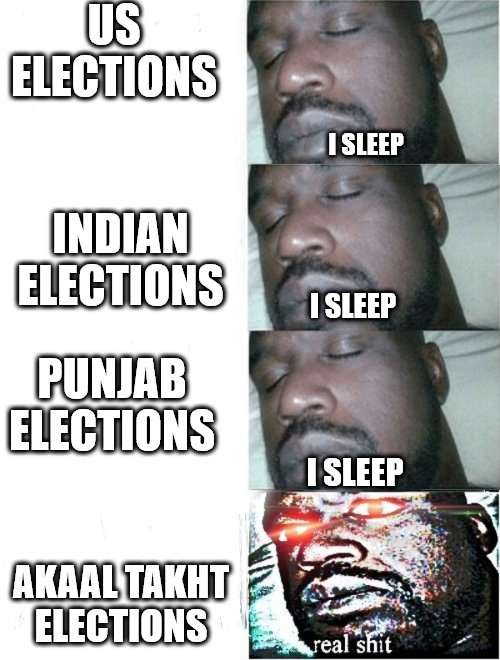 US
ELECTIONS
I SLEEP
INDIAN
ELECTIONS
I SLEEP
PUNJAB
ELECTIONS
I SLEEP
AKAAL TAKHT
ELECTIONS
real shit